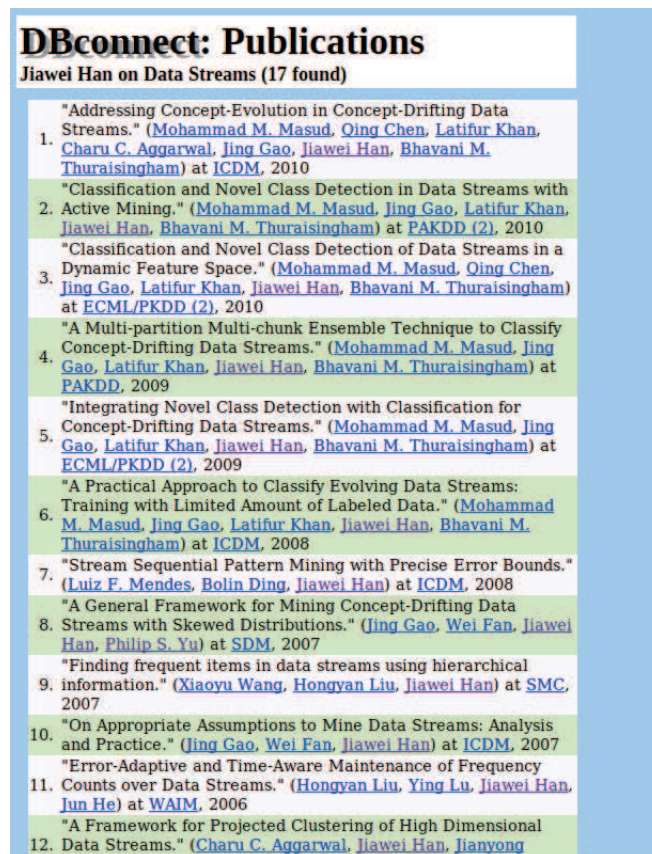 DBconnect: Publications
Jiawei Han on Data Streams (17 found)
"Addressing Concept-Evolution in Concept-Drifting Data
1. Streams." (Mohammad M. Masud, Qing Chen, Latifur Khan,
Charu C. Aggarwal, Jing Gao, Jiawei Han, Bhavani M.
Thuraisingham) at ICDM, 2010
"Classification and Novel Class Detection in Data Streams with
2. Active Mining." (Mohammad M. Masud, Jing Gao, Latifur Khan,
Jiawei Han, Bhavani M. Thuraisingham) at PAKDD (2), 2010
"Classification and Novel Class Detection of Data Streams in a
3. Dynamic Feature Space." (Mohammad M. Masud, Qing Chen,
Jing Gao, Latifur Khan, Jiawei Han, Bhavani M. Thuraisingham)
at ECML/PKDD (2), 2010
"A Multi-partition Multi-chunk Ensemble Technique to Classify
4. Concept-Drifting Data Streams." (Mohammad M. Masud, Jing
Gao, Latifur Khan, Jiawei Han, Bhavani M. Thuraisingham) at
PAKDD, 2009
"Integrating Novel Class Detection with Classification for
5. Concept-Drifting Data Streams." (Mohammad M. Masud, Jing
Gao, Latifur Khan, Jiawei Han, Bhavani M. Thuraisingham) at
ECML/PKDD (2), 2009
"A Practical Approach to Classify Evolving Data Streams:
6. Training with Limited Amount of Labeled Data." (Mohammad
M. Masud, Jing Gao, Latifur Khan, Jiawei Han, Bhavani M.
Thuraisingham) at ICDM, 2008
7. "Stream Sequential Pattern Mining with Precise Error Bounds."
(Luiz F. Mendes, Bolin Ding, Jiawei Han) at ICDM, 2008
"A General Framework for Mining Concept-Drifting Data
8. Streams with Skewed Distributions." (Jing Gao, Wei Fan, Jiawei
Han, Philip S. Yu) at SDM, 2007
"Finding frequent items in data streams using hierarchical
9. information." (Xiaoyu Wang, Hongyan Liu, Jiawei Han) at SMC,
2007
10. "On Appropriate Assumptions to Mine Data Streams: Analysis
and Practice." (Jing Gao, Wei Fan, Jiawei Han) at ICDM, 2007
"Error-Adaptive and Time-Aware Maintenance of Frequency
11. Counts over Data Streams." (Hongyan Liu, Ying Lu, Jiawei Han,
Jun He) at WAIM, 2006
"A Framework for Projected Clustering of High Dimensional
12. Data Streams." (Charu C. Aggarwal, Jiawei Han, Jianyong